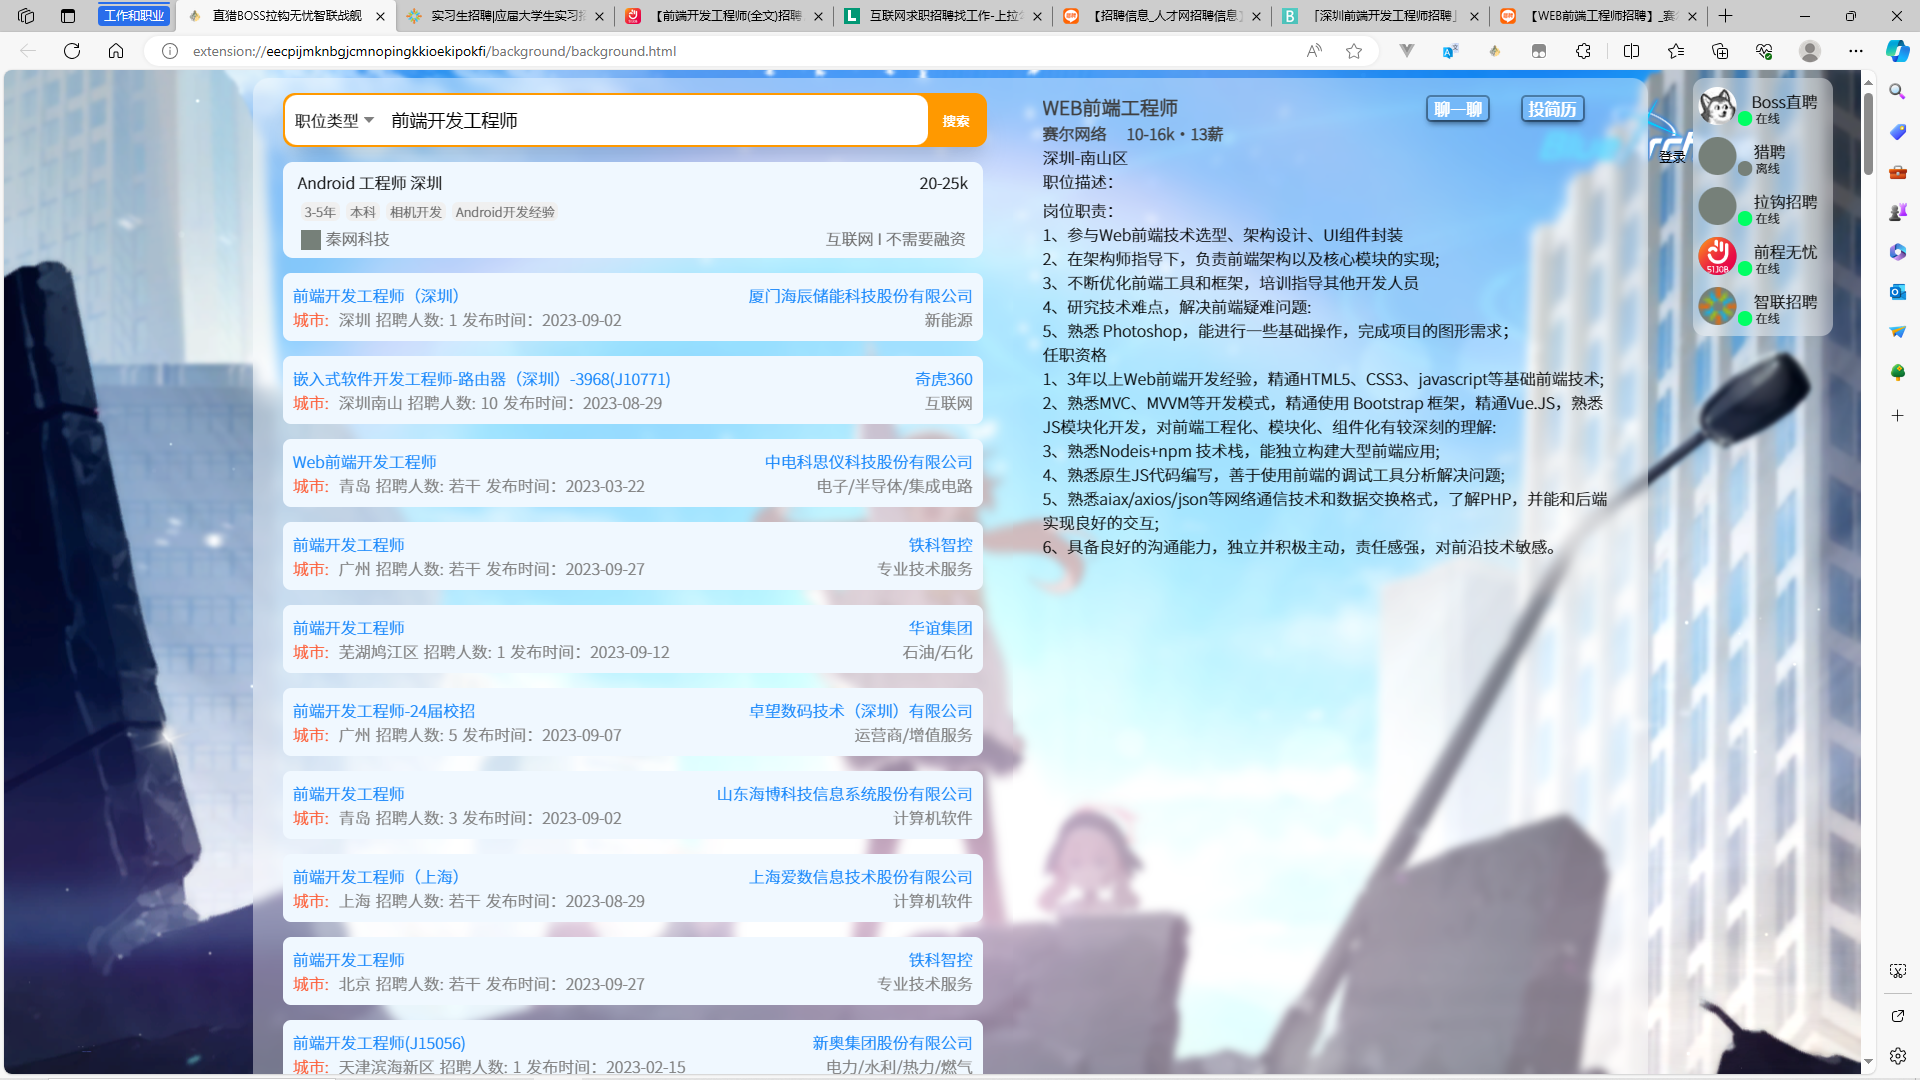 工作和职业
直猎BOSS拉钩无忧智联战舰
实习生招聘|应届大学生实习
【前端开发工程师(全文)招聘
互联网求职招聘找工作-上拉
【招聘信息_人才网招聘信息
「深圳前端开发工程师招聘」
【WEB前端工程师招聘】_赛
extension://eecpijmknbgjcmnopingkkioekipokfi/background/background.html
职位类型 前端开发工程师 搜索
Android 工程师 深圳 20-25k
3-5年 本科 相机开发 Android开发经验
秦网科技 互联网 I 不需要融资
前端开发工程师（深圳） 厦门海辰储能科技股份有限公司
城市: 深圳 招聘人数: 1 发布时间：2023-09-02 新能源
嵌入式软件开发工程师-路由器（深圳）-3968(J10771) 奇虎360
城市: 深圳南山 招聘人数: 10 发布时间：2023-08-29 互联网
Web前端开发工程师 中电科思仪科技股份有限公司
城市: 青岛 招聘人数: 若干 发布时间：2023-03-22 电子/半导体/集成电路
前端开发工程师 铁科智控
城市: 广州 招聘人数: 若干 发布时间：2023-09-27 专业技术服务
前端开发工程师 华谊集团
城市: 芜湖鸠江区 招聘人数: 1 发布时间：2023-09-12 石油/石化
前端开发工程师-24届校招 卓望数码技术（深圳）有限公司
城市: 广州 招聘人数: 5 发布时间：2023-09-07 运营商/增值服务
前端开发工程师 山东海博科技信息系统股份有限公司
城市: 青岛 招聘人数: 3 发布时间：2023-09-02 计算机软件
前端开发工程师（上海） 上海爱数信息技术股份有限公司
城市: 上海 招聘人数: 若干 发布时间：2023-08-29 计算机软件
前端开发工程师 铁科智控
城市: 北京 招聘人数: 若干 发布时间：2023-09-27 专业技术服务
前端开发工程师(J15056) 新奥集团股份有限公司
城市: 天津滨海新区 招聘人数: 1 发布时间：2023-02-15 电力/水利/热力/燃气
WEB前端工程师 聊一聊 投简历
赛尔网络 10-16k・13薪
深圳-南山区
职位描述：
岗位职责：
1、参与Web前端技术选型、架构设计、UI组件封装
2、在架构师指导下，负责前端架构以及核心模块的实现;
3、不断优化前端工具和框架，培训指导其他开发人员
4、研究技术难点，解决前端疑难问题:
5、熟悉 Photoshop，能进行一些基础操作，完成项目的图形需求；
任职资格
1、3年以上Web前端开发经验，精通HTML5、CSS3、javascript等基础前端技术;
2、熟悉MVC、MVVM等开发模式，精通使用 Bootstrap 框架，精通Vue.JS，熟悉
JS模块化开发，对前端工程化、模块化、组件化有较深刻的理解:
3、熟悉Nodeis+npm 技术栈，能独立构建大型前端应用;
4、熟悉原生JS代码编写，善于使用前端的调试工具分析解决问题;
5、熟悉aiax/axios/json等网络通信技术和数据交换格式，了解PHP，并能和后端
实现良好的交互;
6、具备良好的沟通能力，独立并积极主动，责任感强，对前沿技术敏感。
登录
Boss直聘
在线
猎聘
离线
拉钩招聘
在线
前程无忧
在线
51JOB
智联招聘
在线